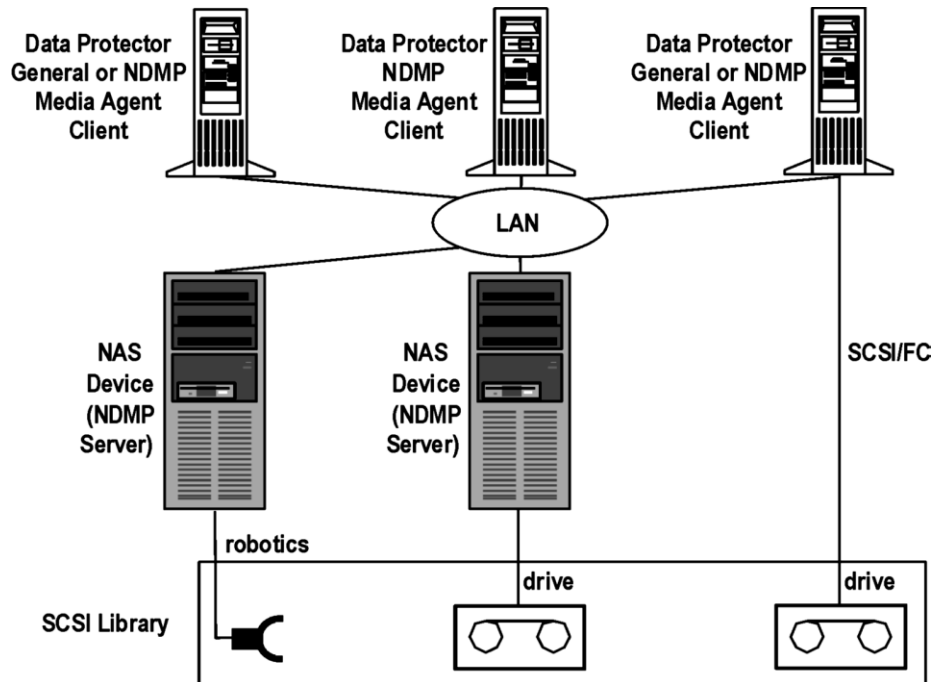 Data Protector
General or NDMP
Media Agent
Client
Data Protector
NDMP
Media Agent
Client
Data Protector
General or NDMP
Media Agent
Client
LAN
NAS
Device
(NDMP
Server)
NAS
Device
(NDMP
Server)
SCSI/FC
robotics
drive
drive
SCSI Library